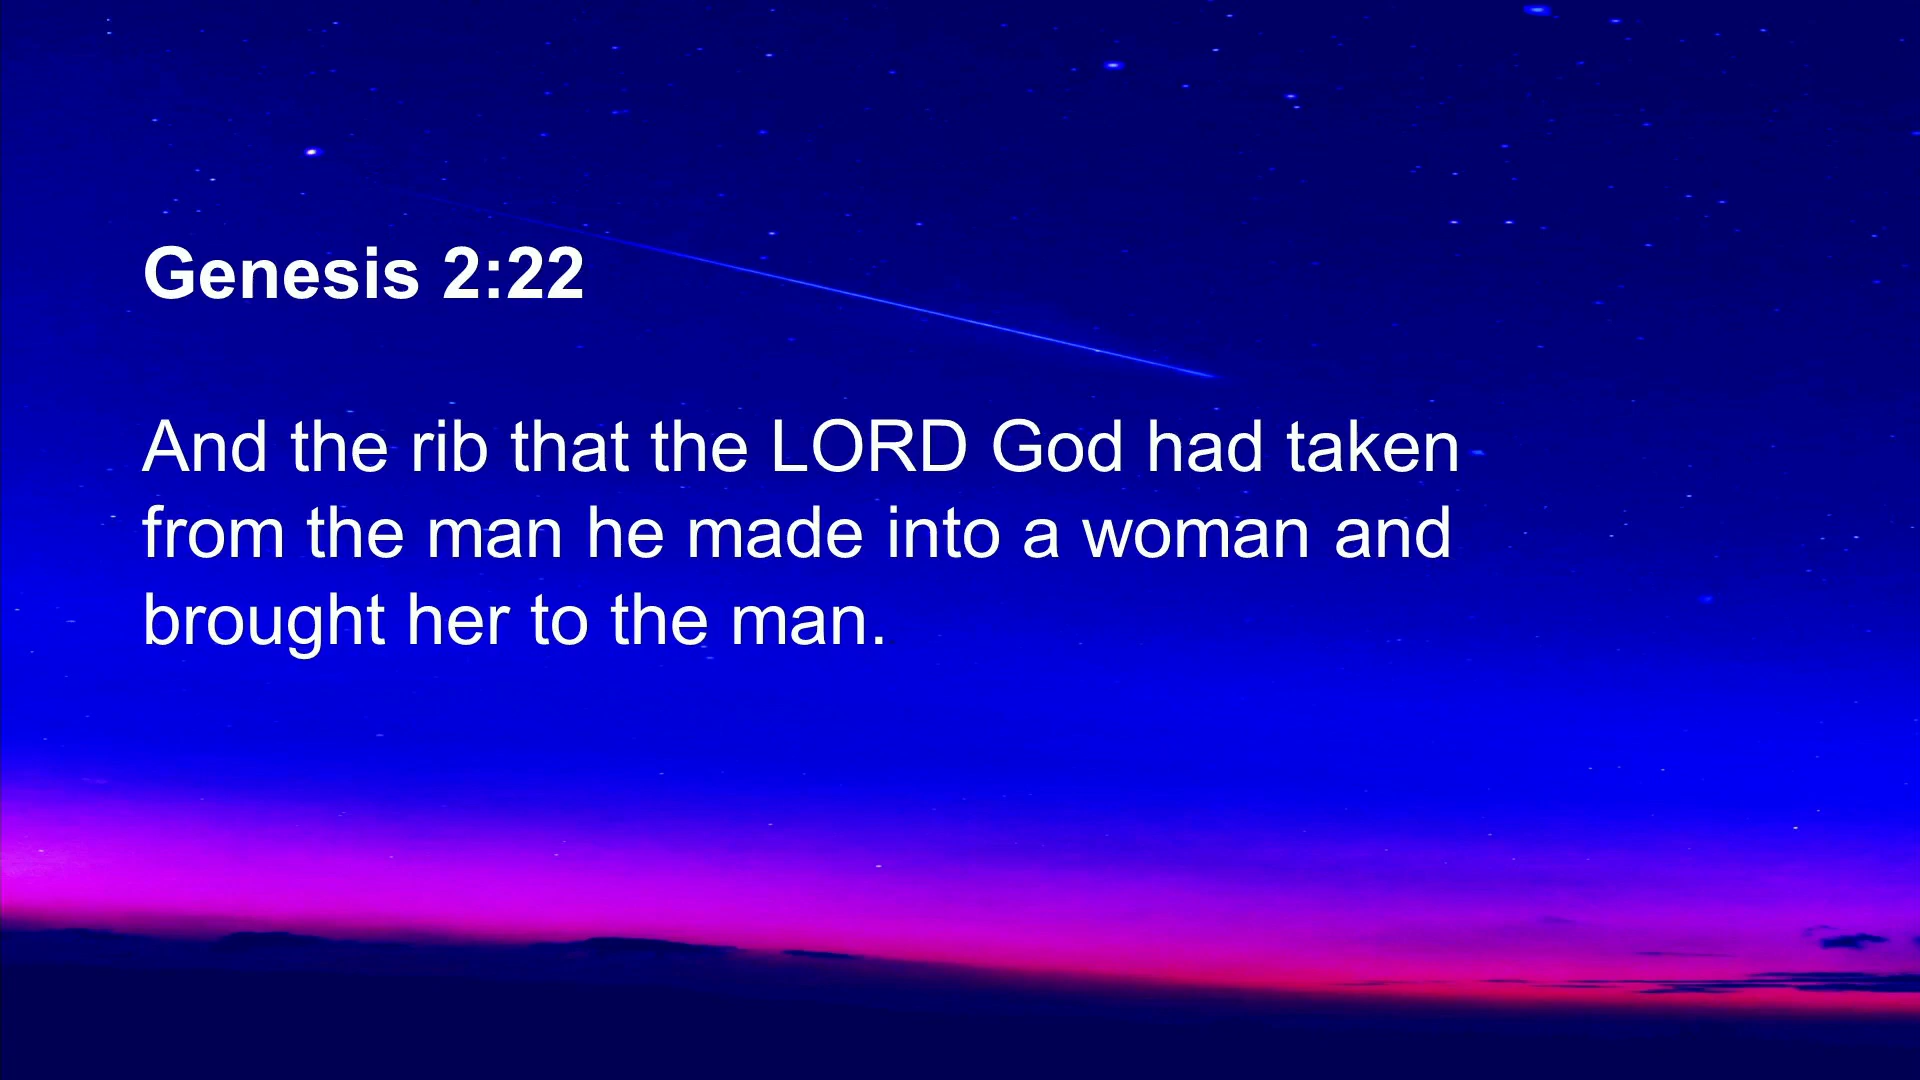 Genesis 2:22
And the rib that the LORD God had taken
from the man he made into a woman and
brought her to the man.